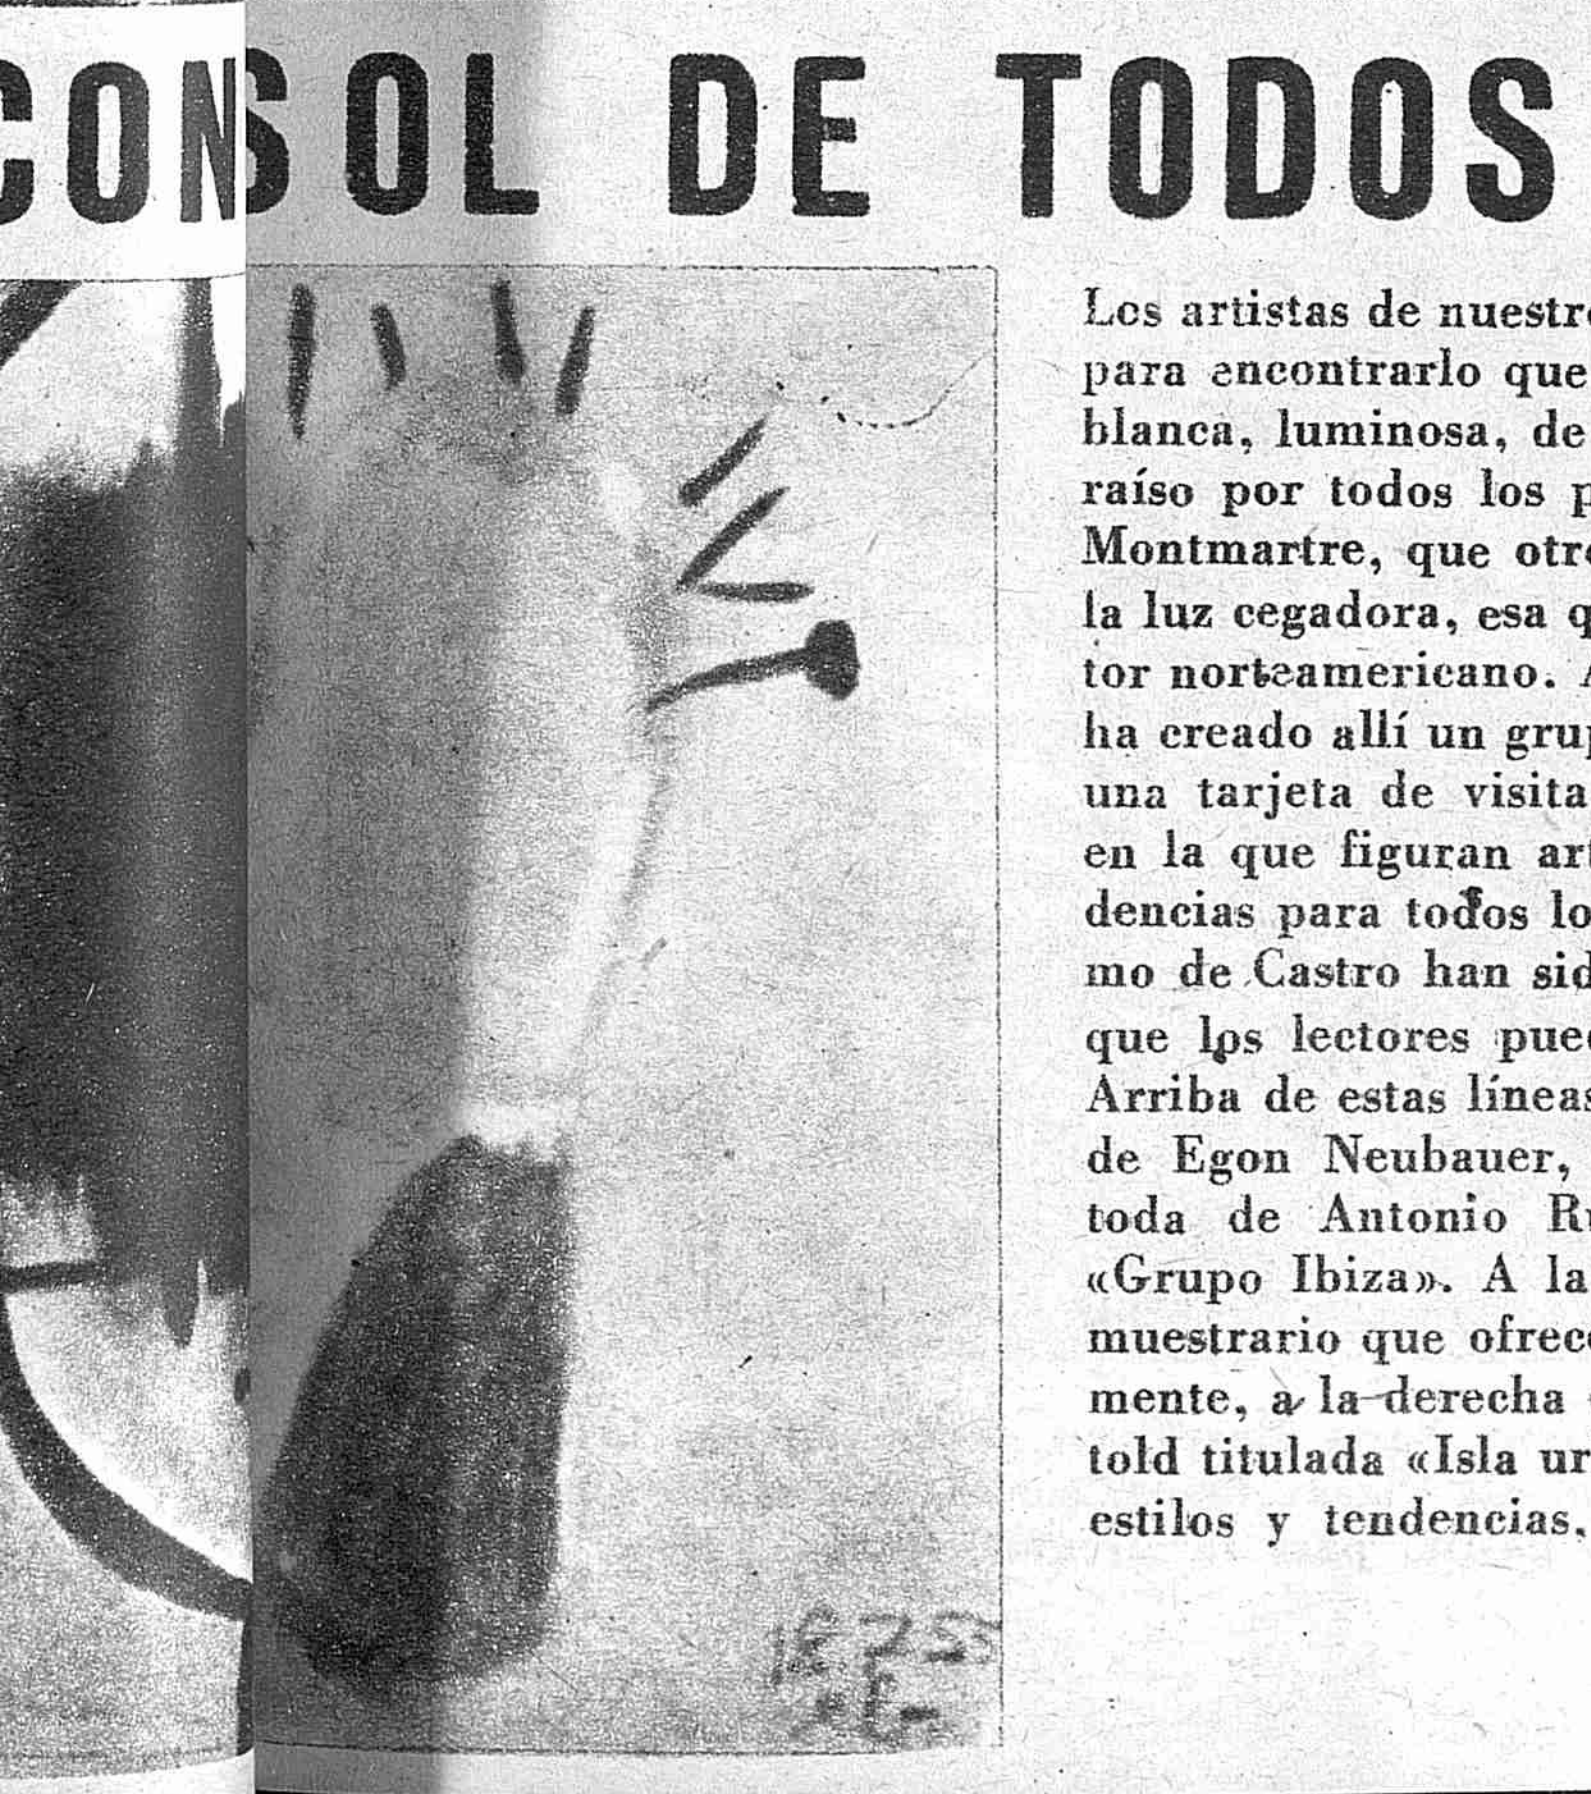 CON SOL DE TODOS
Los artistas de nuestr
para encontrarlo que
blanca, luminosa, de
raíso por todos los p
Montmartre, que otr
la luz cegadora, esa q
tor norteamericano. A
ha creado allí un gru
una tarjeta de visita
en la que figuran ar
dencias para todos lo
mo de Castro han sid
que los lectores pue
Arriba de estas líneas
de Egon Neubauer,
toda de Antonio R
«Grupo Ibiza». A la
muestrario que ofrec
mente, a la derecha
told titulada «Isla ur
estilos y tendencias.